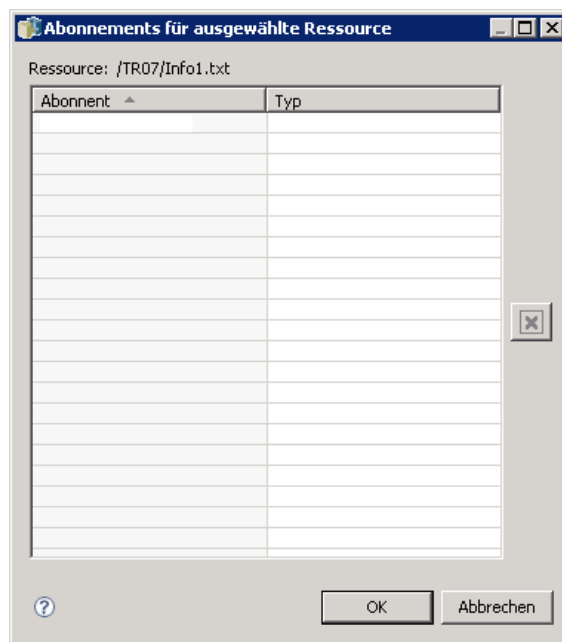 Abonnements für ausgewählte Ressource
Ressource: /TR07/Info1.txt
Abonnent Typ
OK Abbrechen